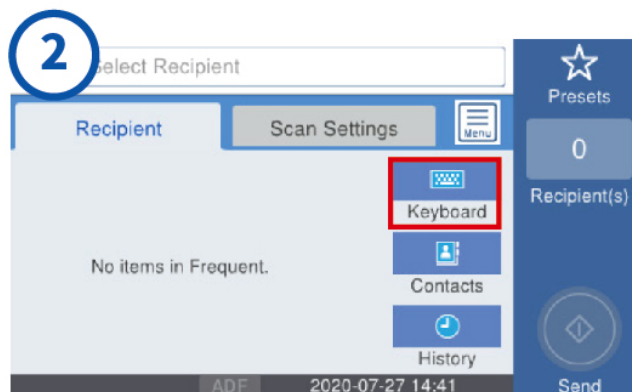 2
Select Recipient
Presets
Recipient
Scan Settings
Menu
0
Recipient(s)
Keyboard
No items in Frequent.
Contacts
History
ADF
2020-07-27 14:41
Send